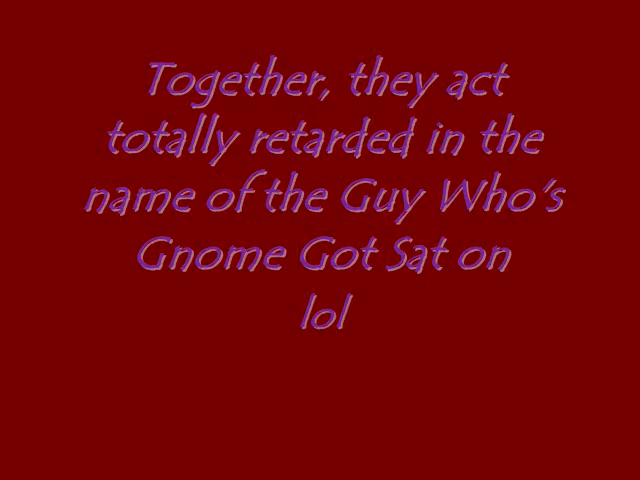 Together, they act
totally retarded in the
name of the Guy Who's
Gnome Got Sat on
lol